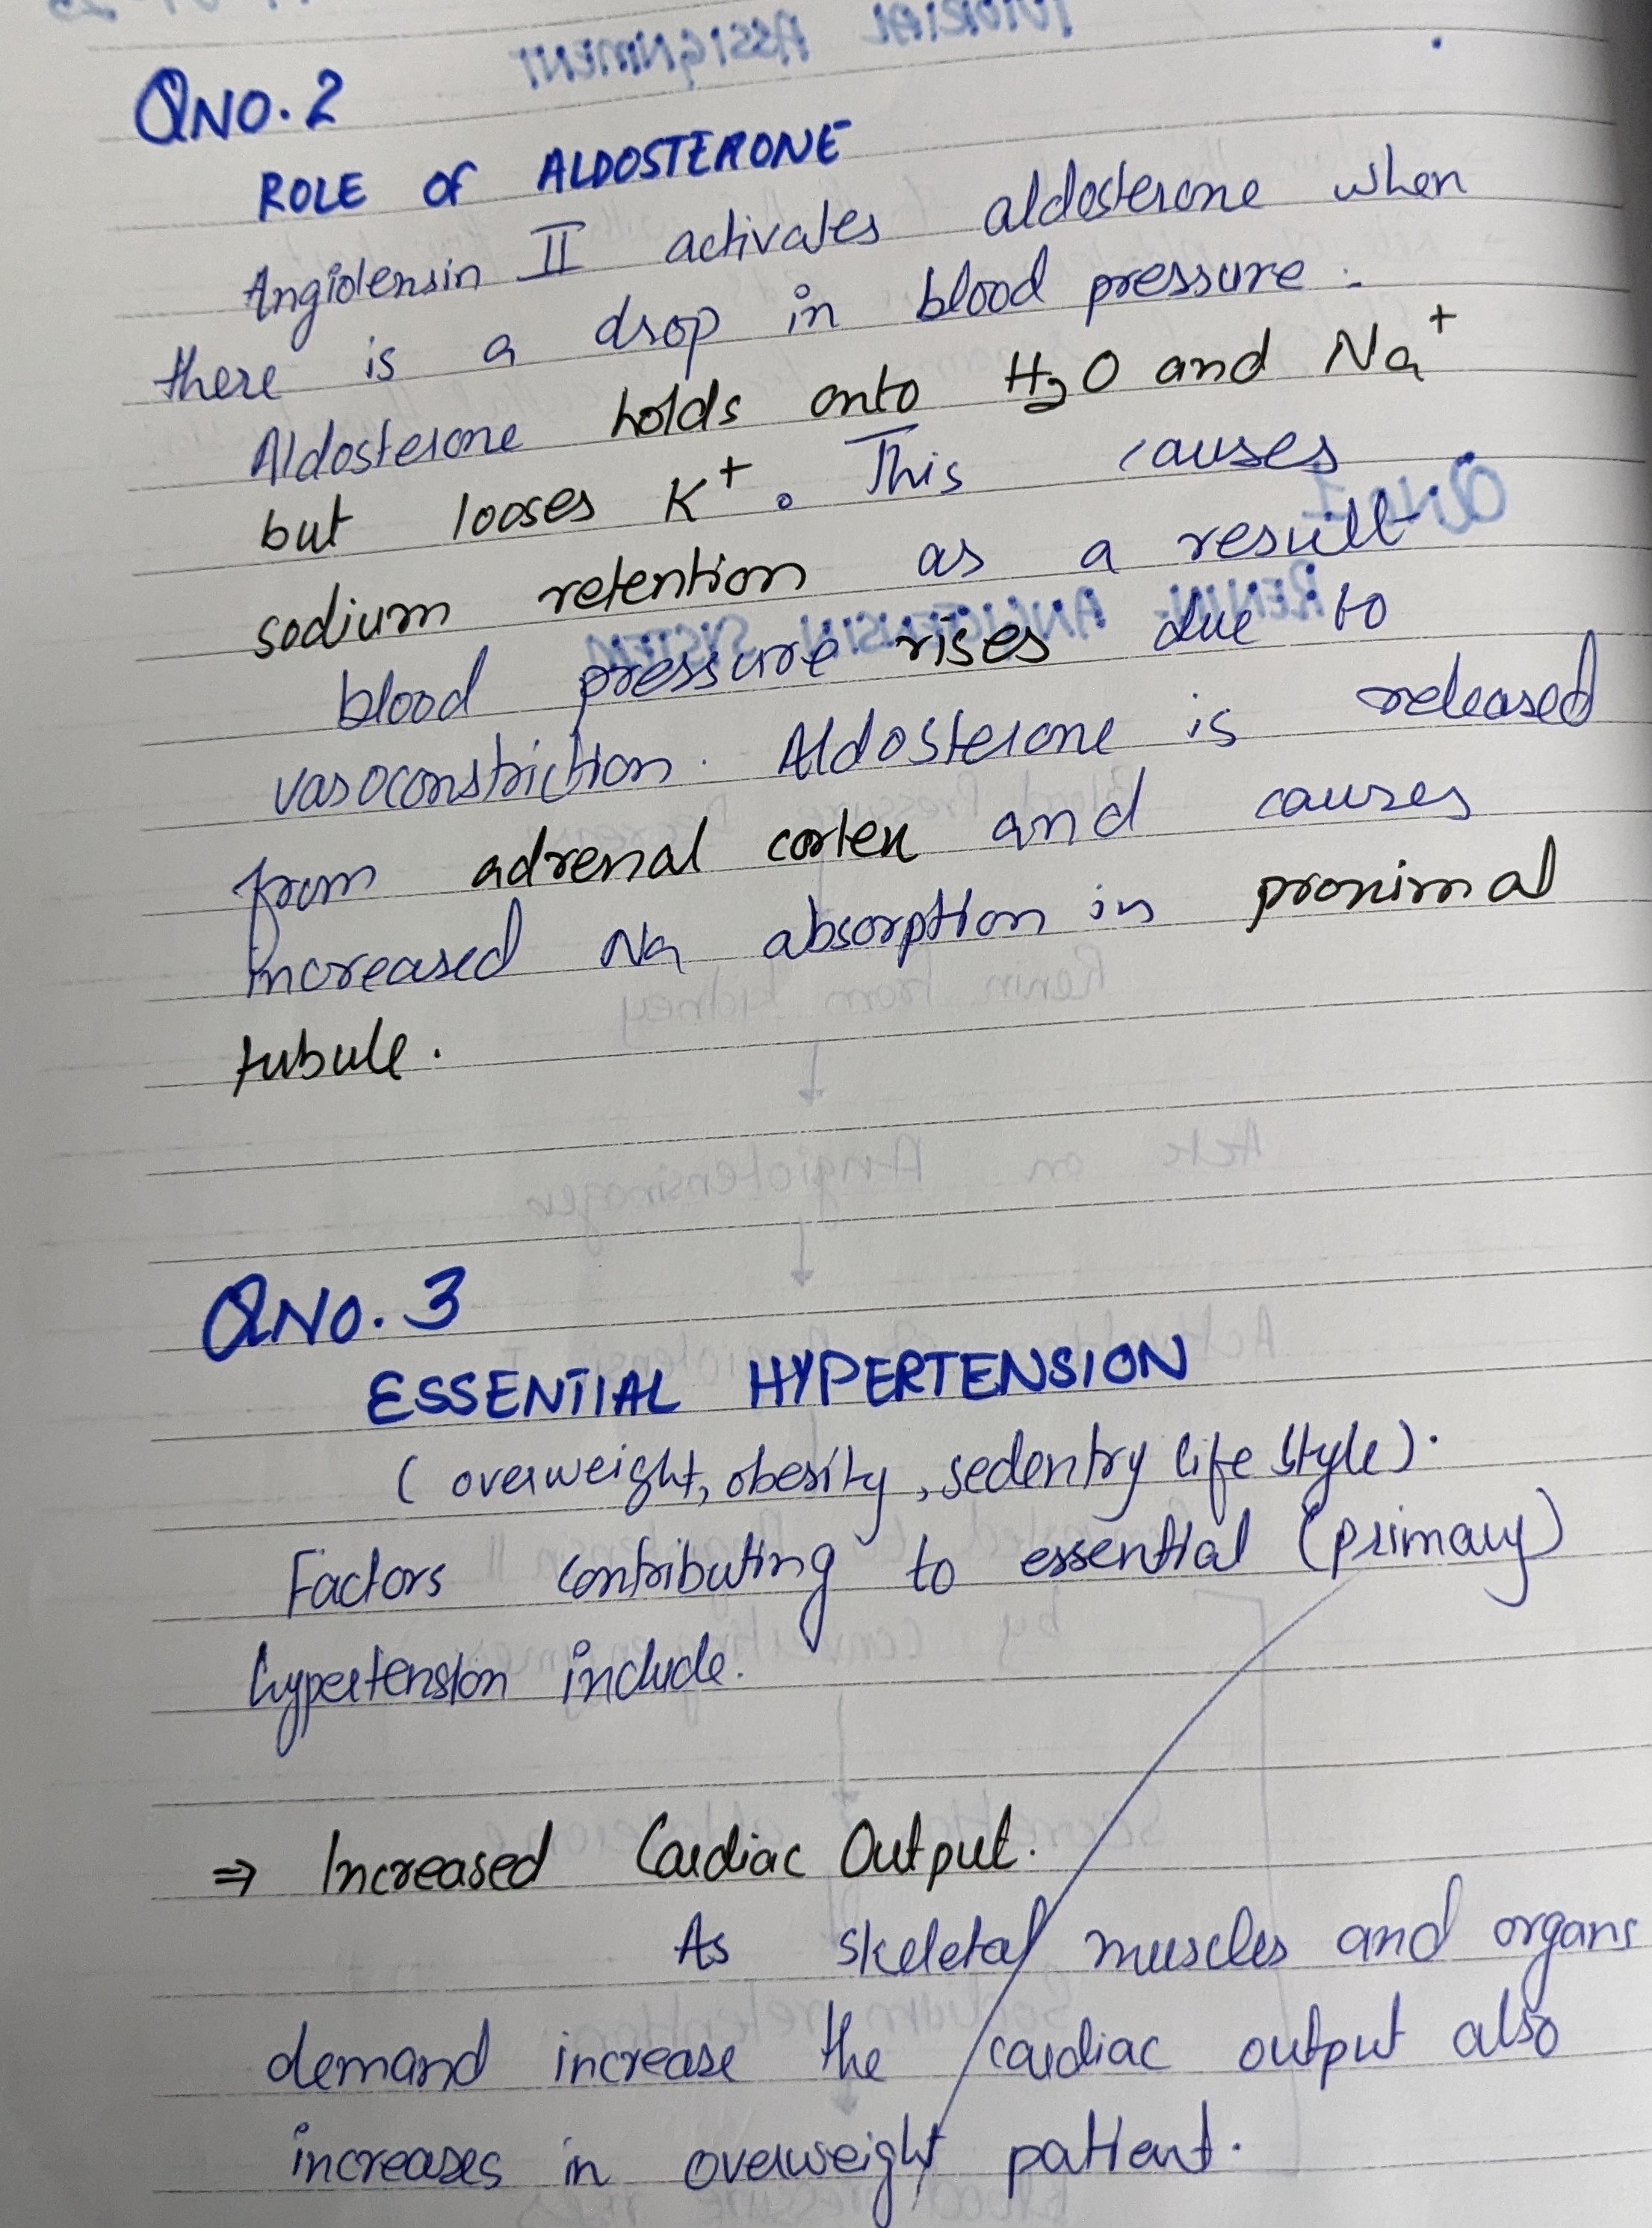 QNO.2
ROLE OF ALDOSTERONE
Angiotensin II activates aldosterone when
there is a drop in blood pressure.
Aldosterone holds onto H₂O and Na⁺
but looses K⁺. This causes
sodium retention as a result
blood pressure rises due to
vasoconstriction. Aldosterone is released
from adrenal cortex and causes
increased Na absorption in proximal
tubule.
QNO.3
ESSENTIAL HYPERTENSION
(overweight, obesity, sedentry life style).
Factors contributing to essential (primary)
hypertension include.
⇒ Increased Cardiac Output.
As skeletal muscles and organs
demand increase the cardiac output also
increases in overweight patient.